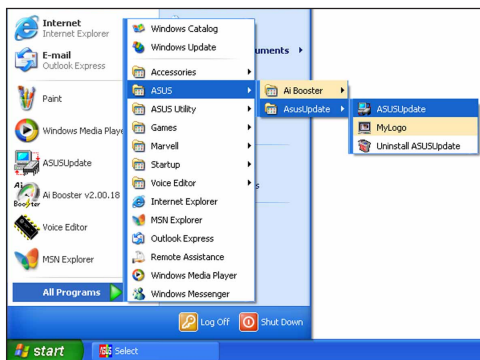 Internet
Internet Explorer
E-mail
Outlook Express
Paint
Windows Media Playe
ASUSUpdate
Ai Booster v2.00.18
Voice Editor
MSN Explorer
All Programs
Windows Catalog
Windows Update
Accessories
ASUS
ASUS Utility
Games
Marvell
Startup
Voice Editor
Internet Explorer
MSN Explorer
Outlook Express
Remote Assistance
Windows Media Player
Windows Messenger
uments
s
Ai Booster
AsusUpdate
ASUSUpdate
MyLogo
Uninstall ASUSUpdate
Log Off
Shut Down
start
Select